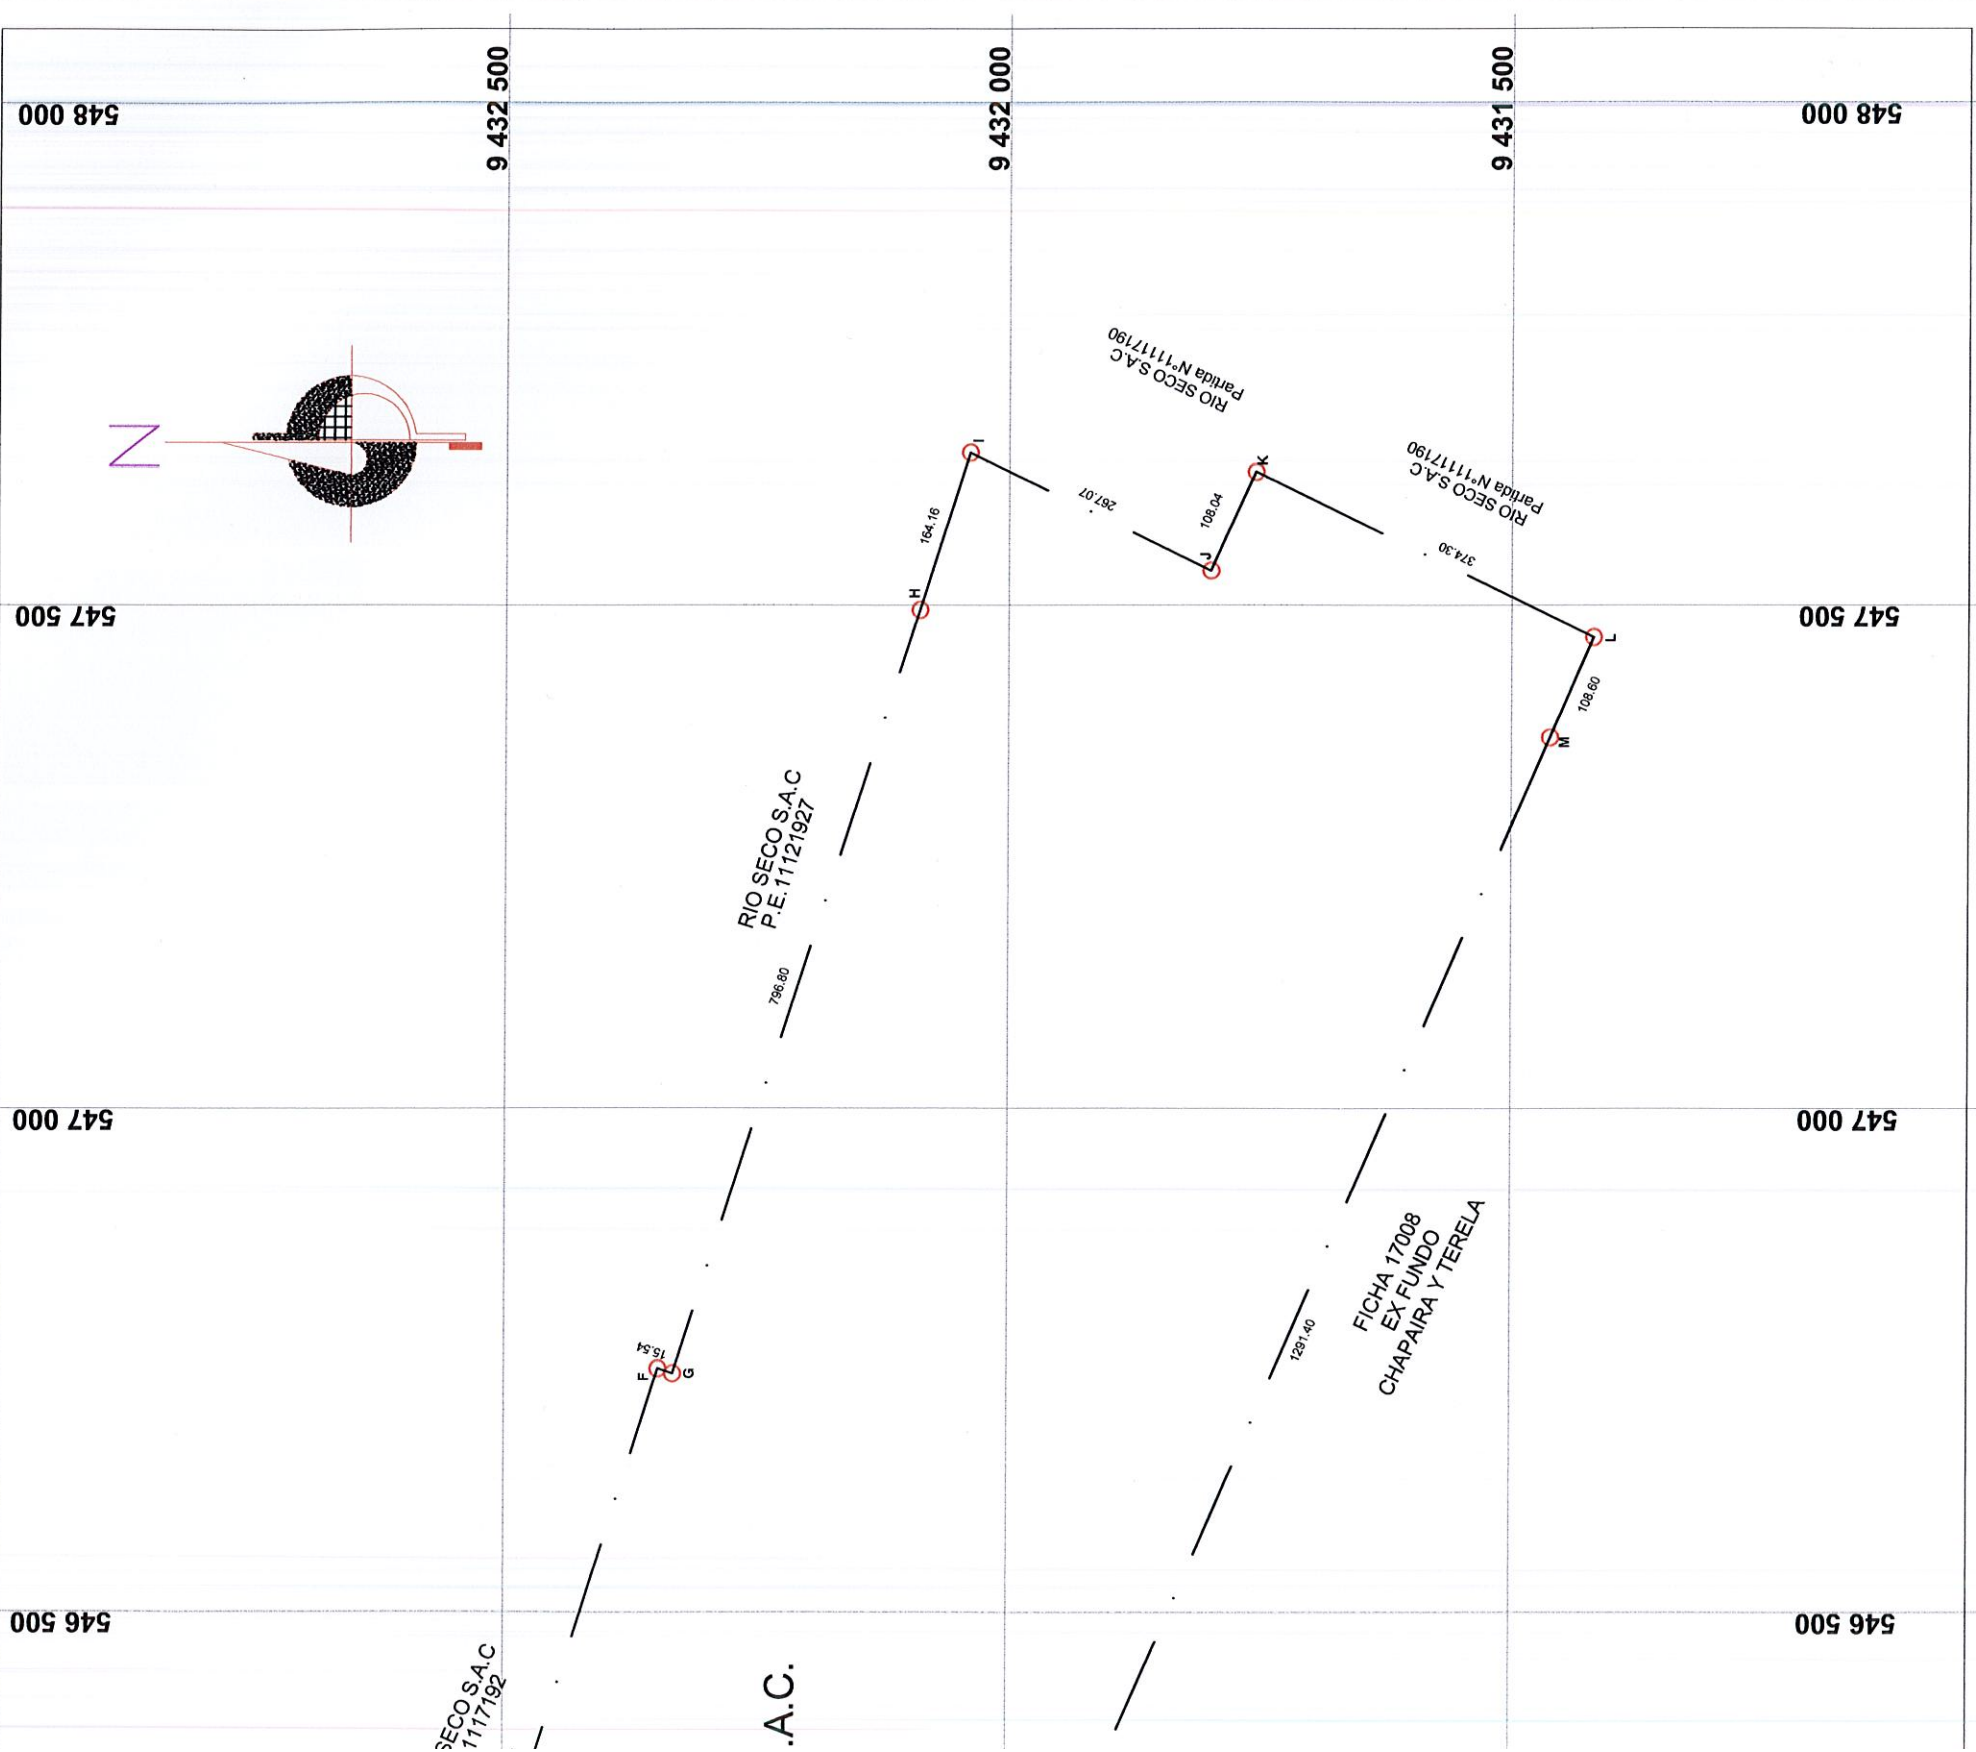 9 432 500
9 432 000
9 431 500
548 000
548 000
N
RIO SECO S.A.C
Partida N°11117190
I
K
RIO SECO S.A.C
Partida N°11117190
267.07
108.04
164.16
J
374.30
H
547 500
547 500
L
108.60
M
RIO SECO S.A.C
P.E.11121927
796.80
547 000
547 000
FICHA 17008
EX FUNDO
CHAPAIRA Y TERELA
1291.40
15.54
F
G
546 500
546 500
SECO S.A.C
1117192
.A.C.